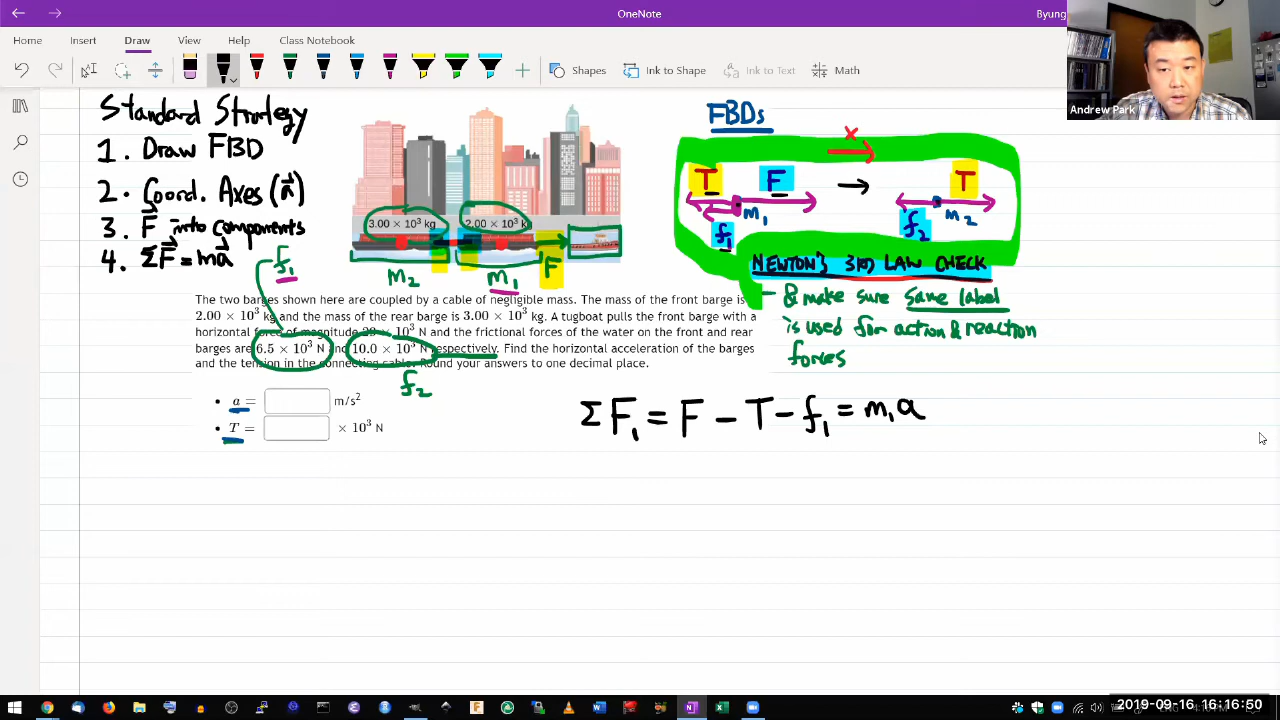 OneNote
Byung
Home
Insert
Draw
View
Help
Class Notebook
Shapes
Ink to Shape
Ink to Text
Math
Andrew Park
Standard Strategy
1. Draw FBD
2. Coord. Axes (a⃗)
3. F⃗ into components
4. ΣF⃗ = ma⃗
f₁
3.00 × 10³ kg
2.00 × 10³ kg
m₂
m₁
F
The two barges shown here are coupled by a cable of negligible mass. The mass of the front barge is
2.00 × 10³ kg and the mass of the rear barge is 3.00 × 10³ kg. A tugboat pulls the front barge with a
horizontal force of magnitude 20 × 10³ N and the frictional forces of the water on the front and rear
barges are 6.5 × 10³ N and 10.0 × 10³ N respectively. Find the horizontal acceleration of the barges
and the tension in the connecting cable. Round your answers to one decimal place.
f₂
• a = m/s²
• T = × 10³ N
FBDs
x
T F → T
m₁ m₂
f₁ f₂
NEWTON'S 3RD LAW CHECK
- & make sure same label
is used for action & reaction
forces
ΣF₁ = F - T - f₁ = m₁a
2019-09-16 16:16:50